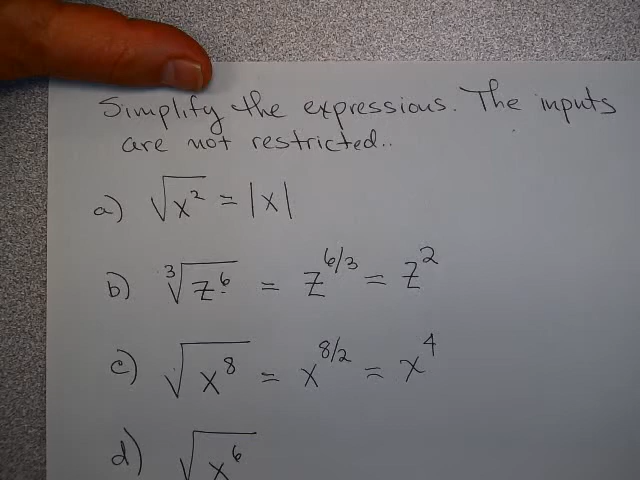 Simplify the expressions. The inputs
are not restricted..
a) √x² = |x|
b) ∛z⁶ = z^(6/3) = z²
c) √x⁸ = x^(8/2) = x⁴
d) √x⁶